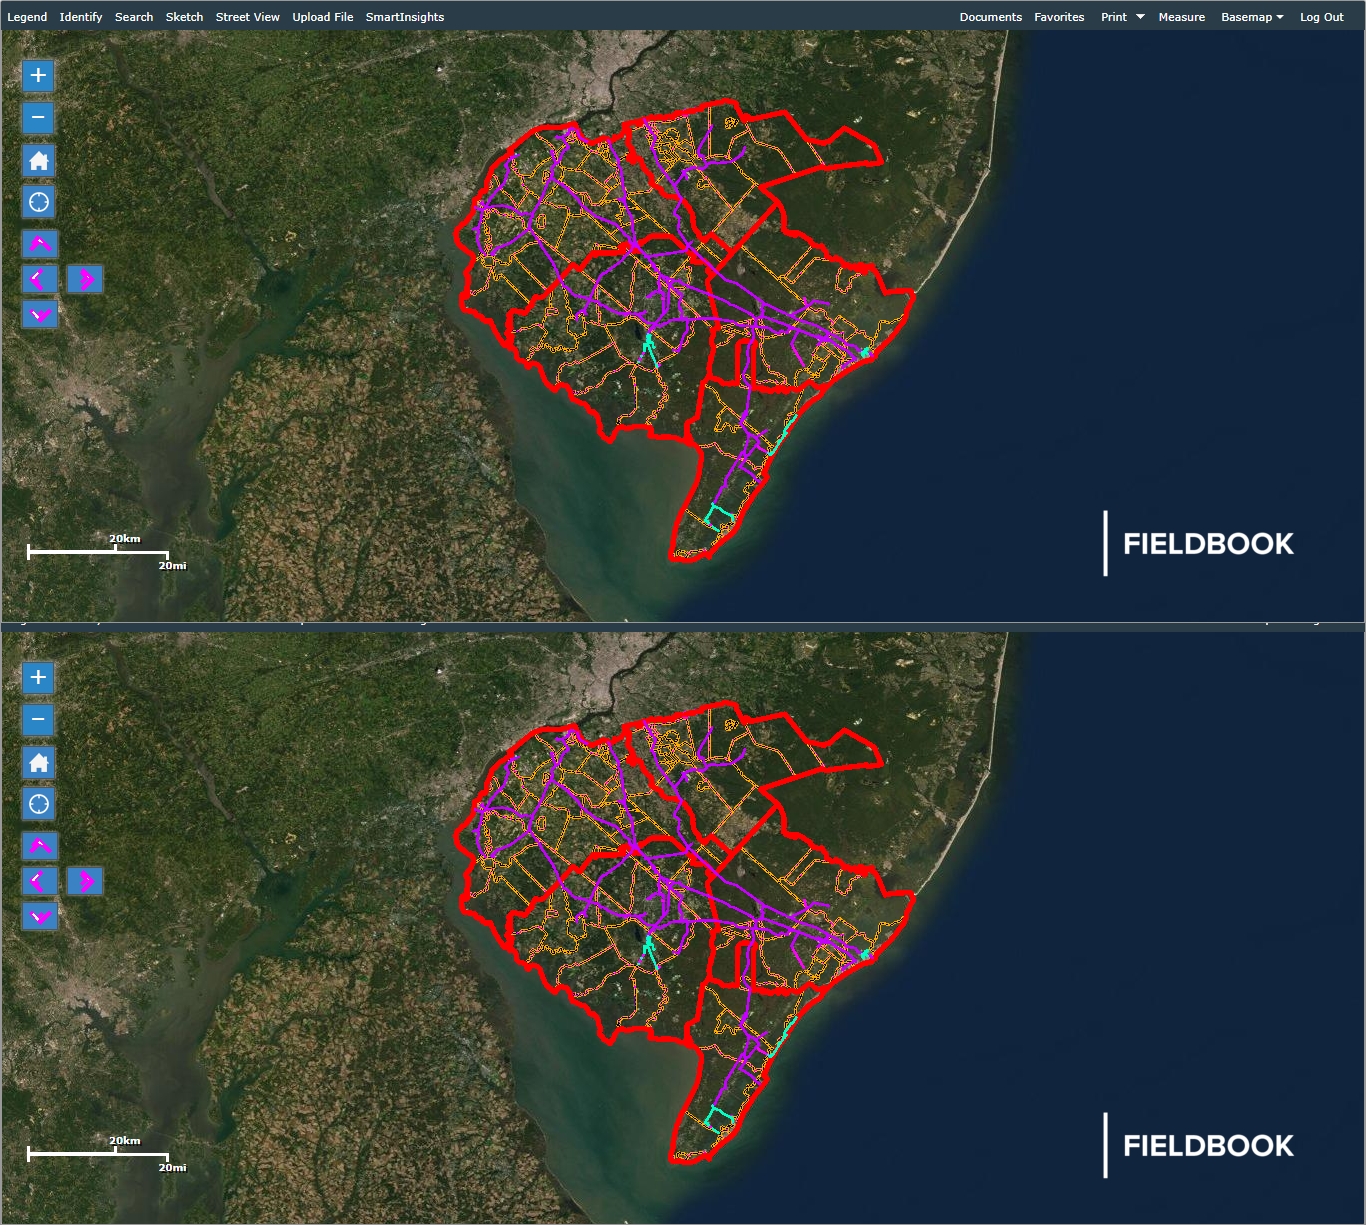 Legend Identify Search Sketch Street View Upload File SmartInsights Documents Favorites Print Measure Basemap Log Out
20km
20mi
FIELDBOOK
20km
20mi
FIELDBOOK